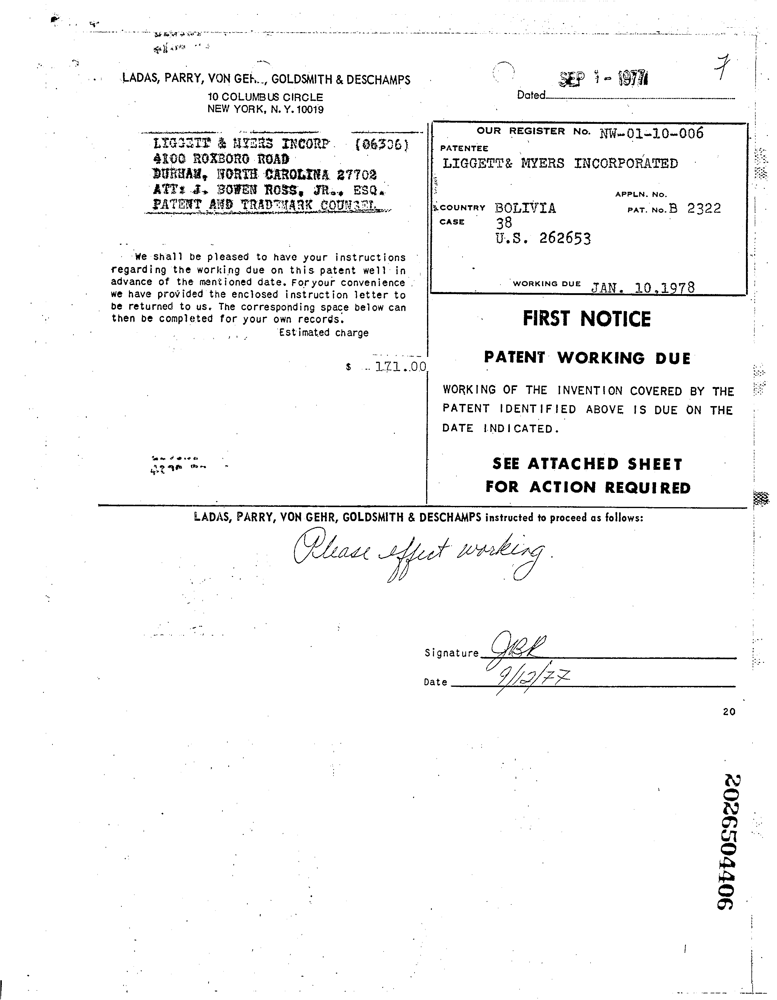 7
LADAS, PARRY, VON GEH.., GOLDSMITH & DESCHAMPS
10 COLUMBUS CIRCLE
NEW YORK, N. Y. 10019
SEP 1 - 1977
Dated
LIGGETT & MYERS INCORP (06306)
4100 ROXBORO ROAD
DURHAM, NORTH CAROLINA 27702
ATT: J. BOWEN ROSS, JR., ESQ.
PATENT AND TRADEMARK COUNSEL
OUR REGISTER No. NW-01-10-006
PATENTEE
LIGGETT& MYERS INCORPORATED
APPLN. No.
COUNTRY BOLIVIA PAT. No. B 2322
CASE 38
U.S. 262653
WORKING DUE JAN. 10,1978
We shall be pleased to have your instructions
regarding the working due on this patent well in
advance of the mentioned date. For your convenience
we have provided the enclosed instruction letter to
be returned to us. The corresponding space below can
then be completed for your own records.
Estimated charge
$ 171.00
FIRST NOTICE
PATENT WORKING DUE
WORKING OF THE INVENTION COVERED BY THE
PATENT IDENTIFIED ABOVE IS DUE ON THE
DATE INDICATED.
SEE ATTACHED SHEET
FOR ACTION REQUIRED
LADAS, PARRY, VON GEHR, GOLDSMITH & DESCHAMPS instructed to proceed as follows:
Please effect working.
Signature JBR
Date 9/12/77
20
2026504406